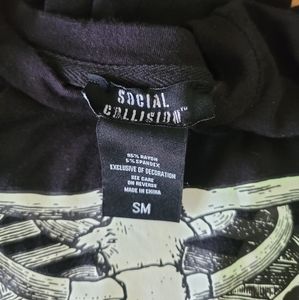 SOCIAL
COLLISION™
95% RAYON
5% SPANDEX
EXCLUSIVE OF DECORATION
SEE CARE
ON REVERSE
MADE IN CHINA
SM